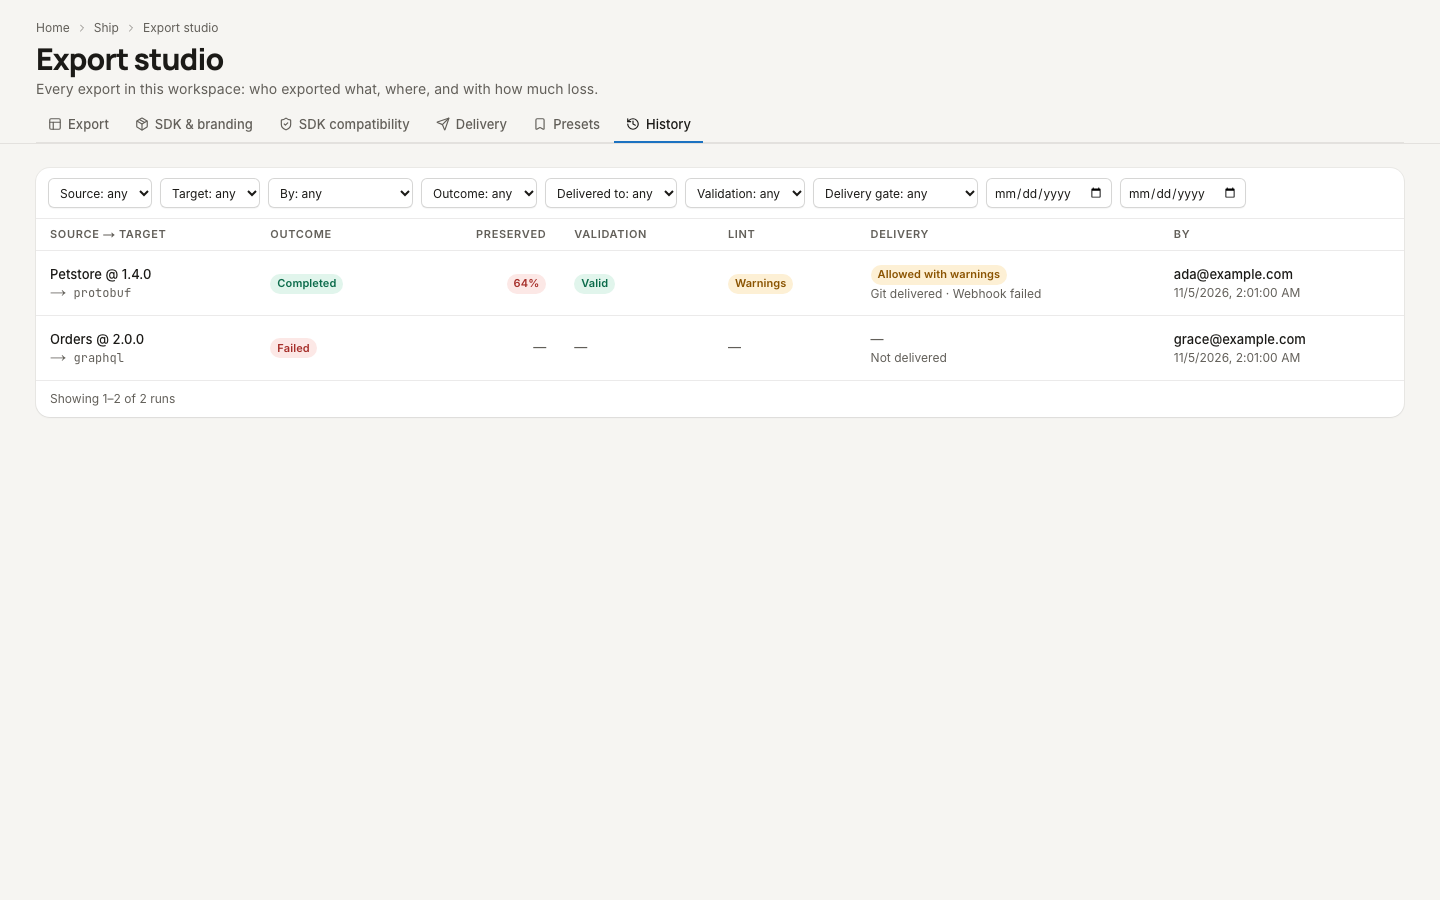 Home > Ship > Export studio
Export studio
Every export in this workspace: who exported what, where, and with how much loss.
Export SDK & branding SDK compatibility Delivery Presets History
Source: any Target: any By: any Outcome: any Delivered to: any Validation: any Delivery gate: any mm/dd/yyyy mm/dd/yyyy
SOURCE → TARGET OUTCOME PRESERVED VALIDATION LINT DELIVERY BY
Petstore @ 1.4.0 Completed 64% Valid Warnings Allowed with warnings ada@example.com
→ protobuf Git delivered · Webhook failed 11/5/2026, 2:01:00 AM
Orders @ 2.0.0 Failed — — — — grace@example.com
→ graphql Not delivered 11/5/2026, 2:01:00 AM
Showing 1–2 of 2 runs